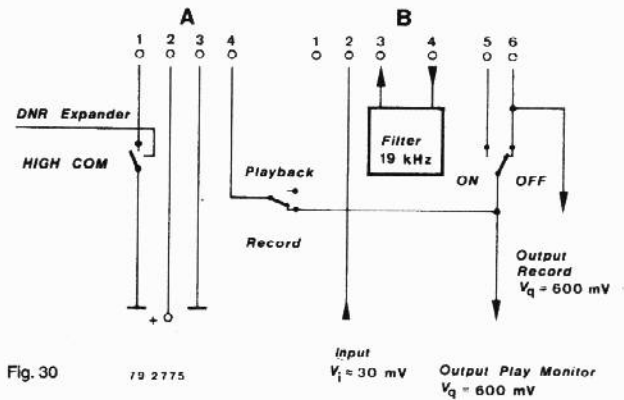 A B
1 2 3 4 1 2 3 4 5 6
DNR Expander
HIGH COM
Playback
Record
Filter
19 kHz
ON OFF
+
Output
Record
Vq = 600 mV
Input
Vi ≈ 30 mV
Output Play Monitor
Vq = 600 mV
Fig. 30 79 2775